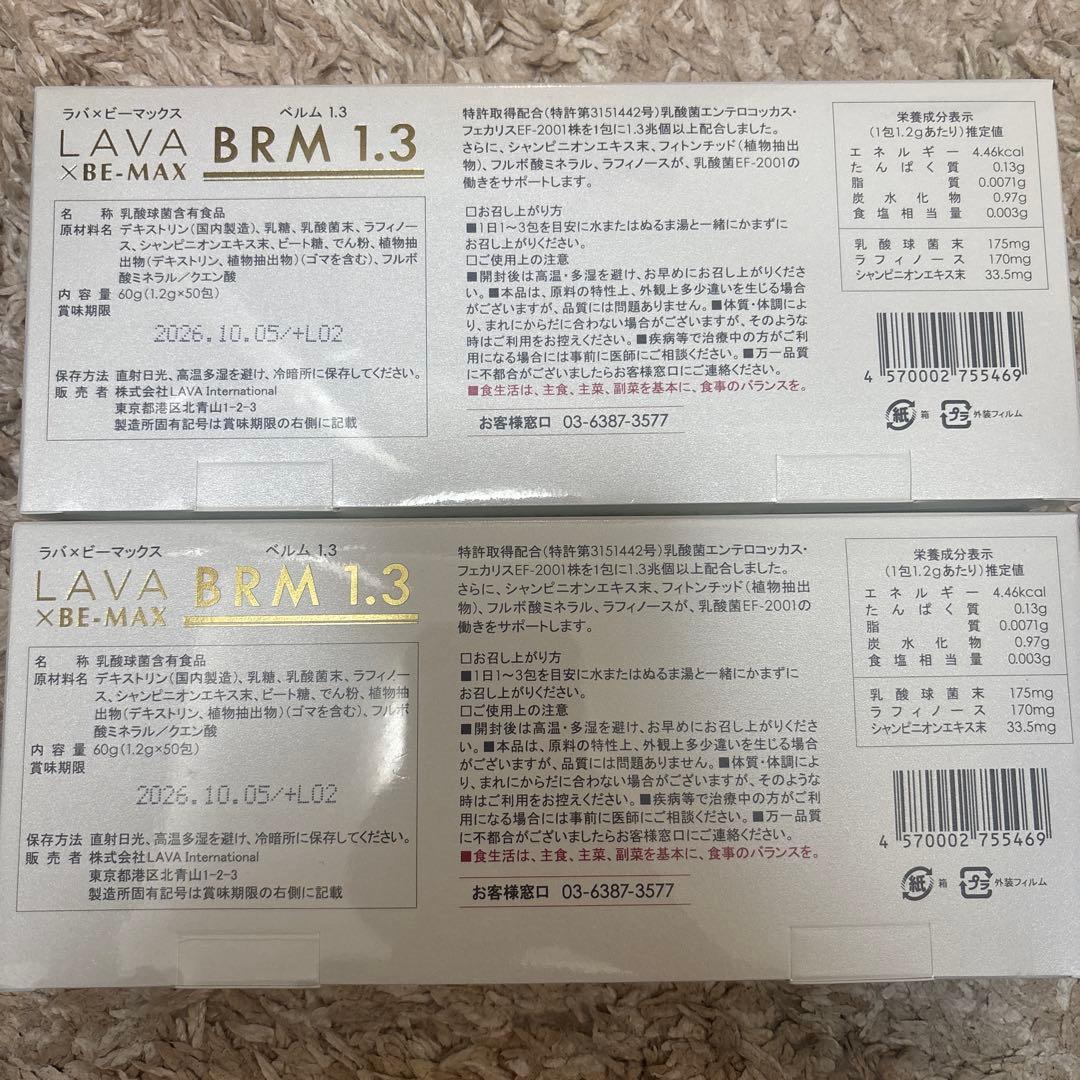 ラバ×ビーマックス
ベルム 1.3
LAVA
×BE-MAX
BRM 1.3
名 称 乳酸球菌含有食品
原材料名 デキストリン(国内製造)、乳糖、乳酸菌末、ラフィノー
ス、シャンピニオンエキス末、ビート糖、でん粉、植物抽
出物(デキストリン、植物抽出物)(ゴマを含む)、フルボ
酸ミネラル/クエン酸
内 容 量 60g(1.2g×50包)
賞味期限
2026.10.05/+L02
保存方法 直射日光、高温多湿を避け、冷暗所に保存してください。
販 売 者 株式会社LAVA International
東京都港区北青山1-2-3
製造所固有記号は賞味期限の右側に記載
特許取得配合(特許第3151442号)乳酸菌エンテロコッカス・
フェカリスEF-2001株を1包に1.3兆個以上配合しました。
さらに、シャンピニオンエキス末、フィトンチッド(植物抽出
物)、フルボ酸ミネラル、ラフィノースが、乳酸菌EF-2001の
働きをサポートします。
□お召し上がり方
■1日1~3包を目安に水またはぬるま湯と一緒にかまずに
お召し上がりください。
□ご使用上の注意
■開封後は高温・多湿を避け、お早めにお召し上がりくださ
い。■本品は、原料の特性上、外観上多少違いを生じる場合
がございますが、品質には問題ありません。■体質・体調によ
り、まれにからだに合わない場合がございますが、そのような
時はご利用をお控えください。■疾病等で治療中の方がご利
用になる場合には事前に医師にご相談ください。■万一品質
に不都合がございましたらお客様窓口にご連絡ください。
■食生活は、主食、主菜、副菜を基本に、食事のバランスを。
お客様窓口 03-6387-3577
栄養成分表示
(1包1.2gあたり)推定値
エネルギー 4.46kcal
たんぱく質 0.13g
脂質 0.0071g
炭水化物 0.97g
食塩相当量 0.003g
乳酸球菌末 175mg
ラフィノース 170mg
シャンピニオンエキス末 33.5mg
4 570002 755469
紙 箱 プラ 外装フィルム
ラバ×ビーマックス
ベルム 1.3
LAVA
×BE-MAX
BRM 1.3
名 称 乳酸球菌含有食品
原材料名 デキストリン(国内製造)、乳糖、乳酸菌末、ラフィノー
ス、シャンピニオンエキス末、ビート糖、でん粉、植物抽
出物(デキストリン、植物抽出物)(ゴマを含む)、フルボ
酸ミネラル/クエン酸
内 容 量 60g(1.2g×50包)
賞味期限
2026.10.05/+L02
保存方法 直射日光、高温多湿を避け、冷暗所に保存してください。
販 売 者 株式会社LAVA International
東京都港区北青山1-2-3
製造所固有記号は賞味期限の右側に記載
特許取得配合(特許第3151442号)乳酸菌エンテロコッカス・
フェカリスEF-2001株を1包に1.3兆個以上配合しました。
さらに、シャンピニオンエキス末、フィトンチッド(植物抽出
物)、フルボ酸ミネラル、ラフィノースが、乳酸菌EF-2001の
働きをサポートします。
□お召し上がり方
■1日1~3包を目安に水またはぬるま湯と一緒にかまずに
お召し上がりください。
□ご使用上の注意
■開封後は高温・多湿を避け、お早めにお召し上がりくださ
い。■本品は、原料の特性上、外観上多少違いを生じる場合
がございますが、品質には問題ありません。■体質・体調によ
り、まれにからだに合わない場合がございますが、そのような
時はご利用をお控えください。■疾病等で治療中の方がご利
用になる場合には事前に医師にご相談ください。■万一品質
に不都合がございましたらお客様窓口にご連絡ください。
■食生活は、主食、主菜、副菜を基本に、食事のバランスを。
お客様窓口 03-6387-3577
栄養成分表示
(1包1.2gあたり)推定値
エネルギー 4.46kcal
たんぱく質 0.13g
脂質 0.0071g
炭水化物 0.97g
食塩相当量 0.003g
乳酸球菌末 175mg
ラフィノース 170mg
シャンピニオンエキス末 33.5mg
4 570002 755469
紙 箱 プラ 外装フィルム